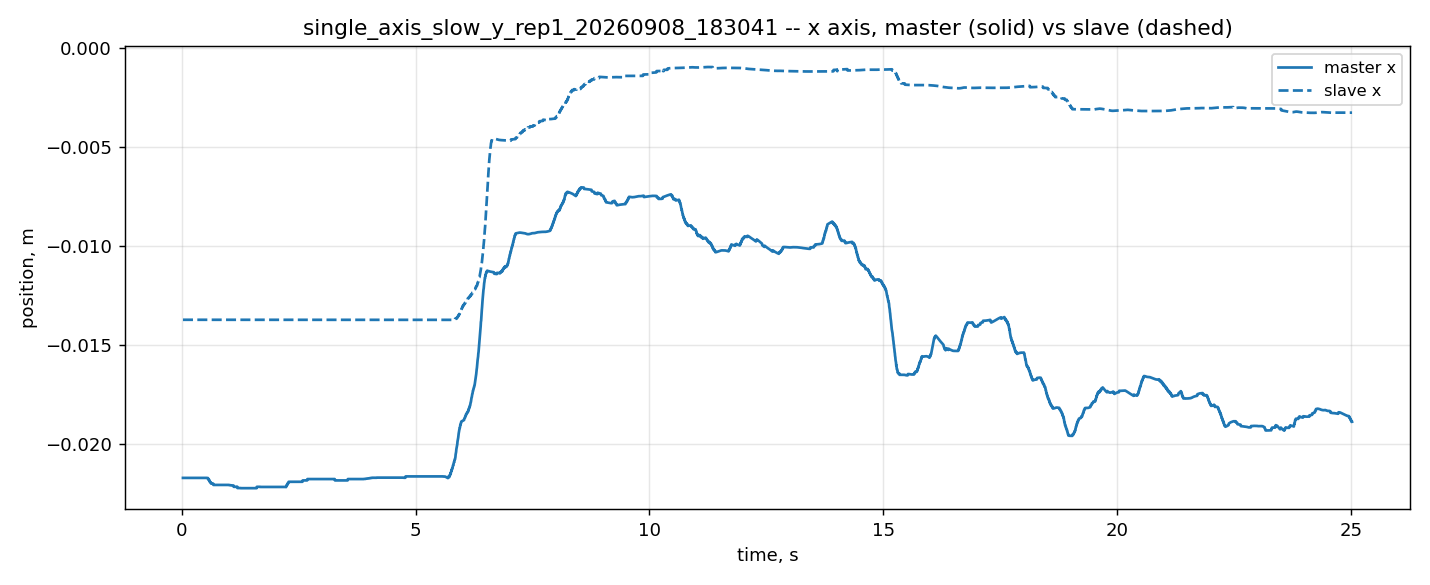 single_axis_slow_y_rep1_20260908_183041 -- x axis, master (solid) vs slave (dashed)
master x
slave x
position, m
0.000
−0.005
−0.010
−0.015
−0.020
0 5 10 15 20 25
time, s